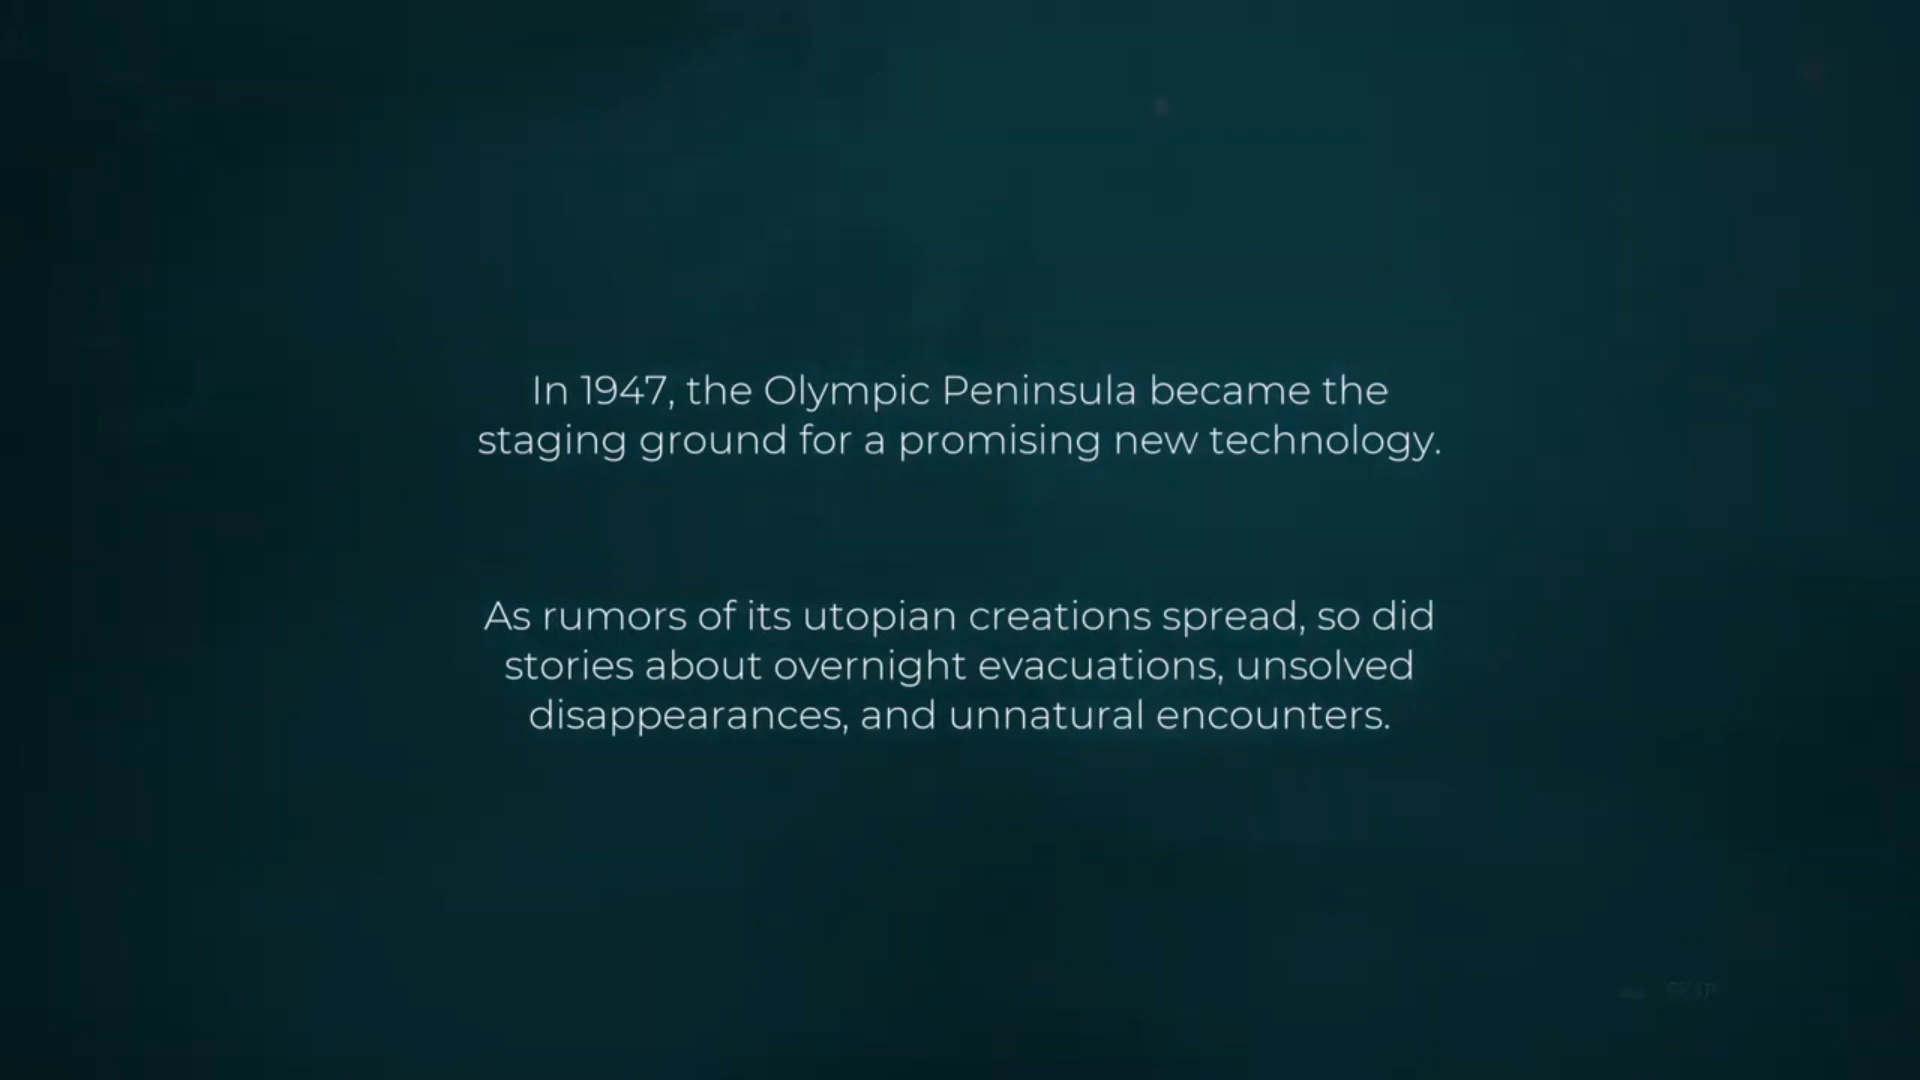 In 1947, the Olympic Peninsula became the
staging ground for a promising new technology.
As rumors of its utopian creations spread, so did
stories about overnight evacuations, unsolved
disappearances, and unnatural encounters.